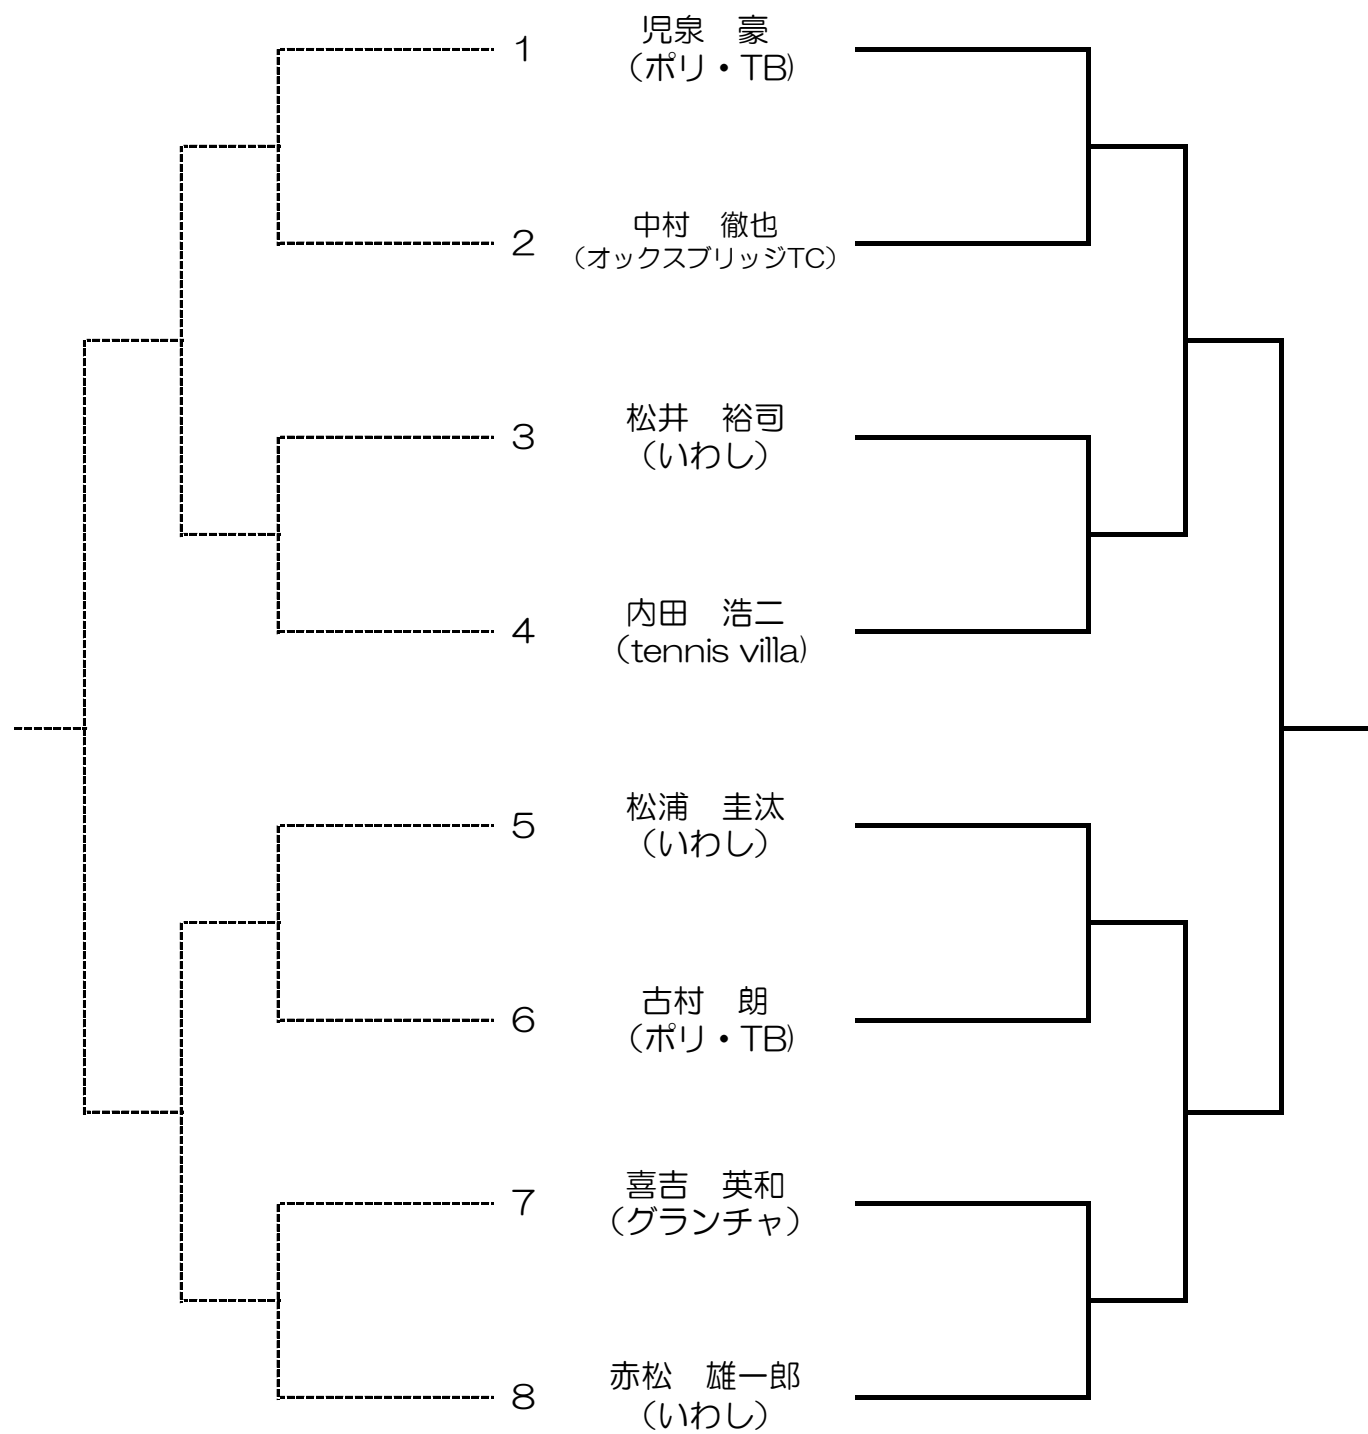 1
児泉　豪
（ポリ・TB)
2
中村　徹也
（オックスブリッジTC）
3
松井　裕司
（いわし）
4
内田　浩二
（tennis villa)
5
松浦　圭汰
（いわし）
6
古村　朗
（ポリ・TB)
7
喜吉　英和
（グランチャ）
8
赤松　雄一郎
（いわし）